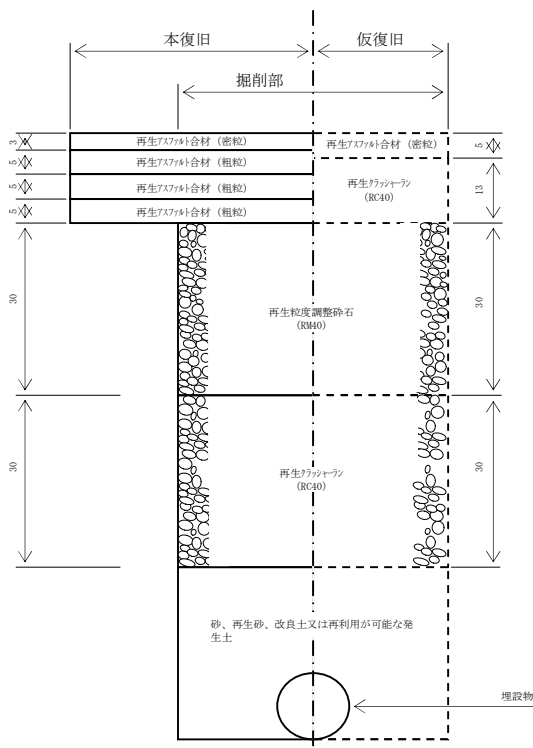 本復旧
仮復旧
掘削部
3
再生アスファルト合材（密粒）
再生アスファルト合材（密粒）
5
5
再生アスファルト合材（粗粒）
5
再生アスファルト合材（粗粒）
再生クラッシャーラン
(RC40)
13
5
再生アスファルト合材（粗粒）
30
再生粒度調整砕石
(RM40)
30
30
再生クラッシャーラン
(RC40)
30
砂、再生砂、改良土又は再利用が可能な発
生土
埋設物